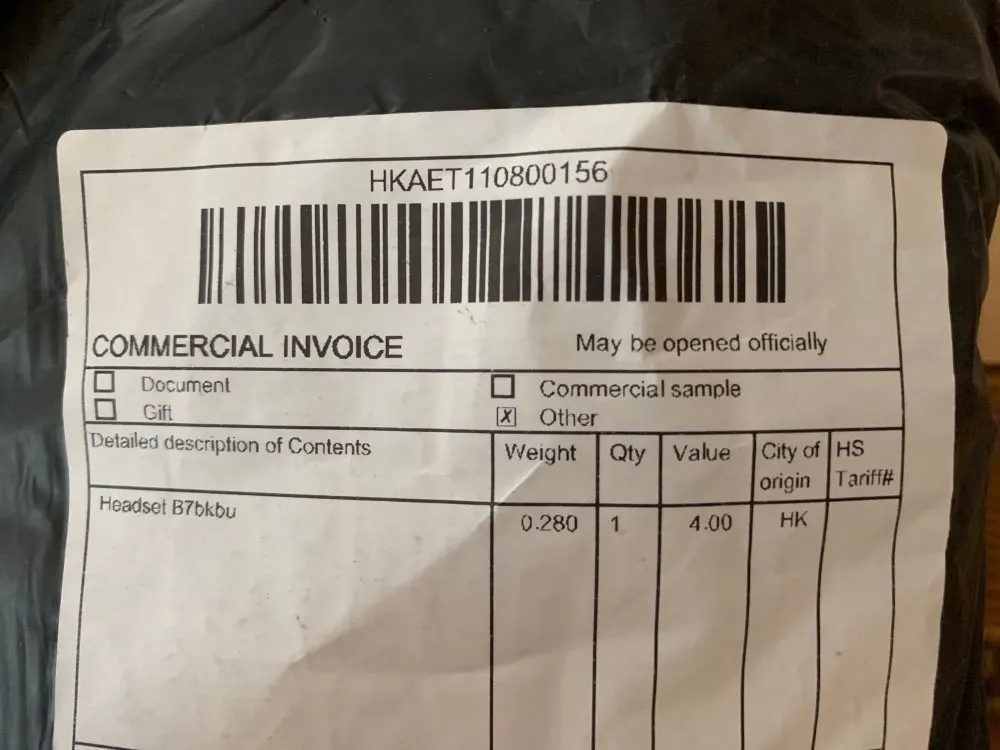 HKAET110800156
COMMERCIAL INVOICE May be opened officially
Document Commercial sample
Gift Other
Detailed description of Contents Weight Qty Value City of origin HS Tariff#
Headset B7bkbu 0.280 1 4.00 HK